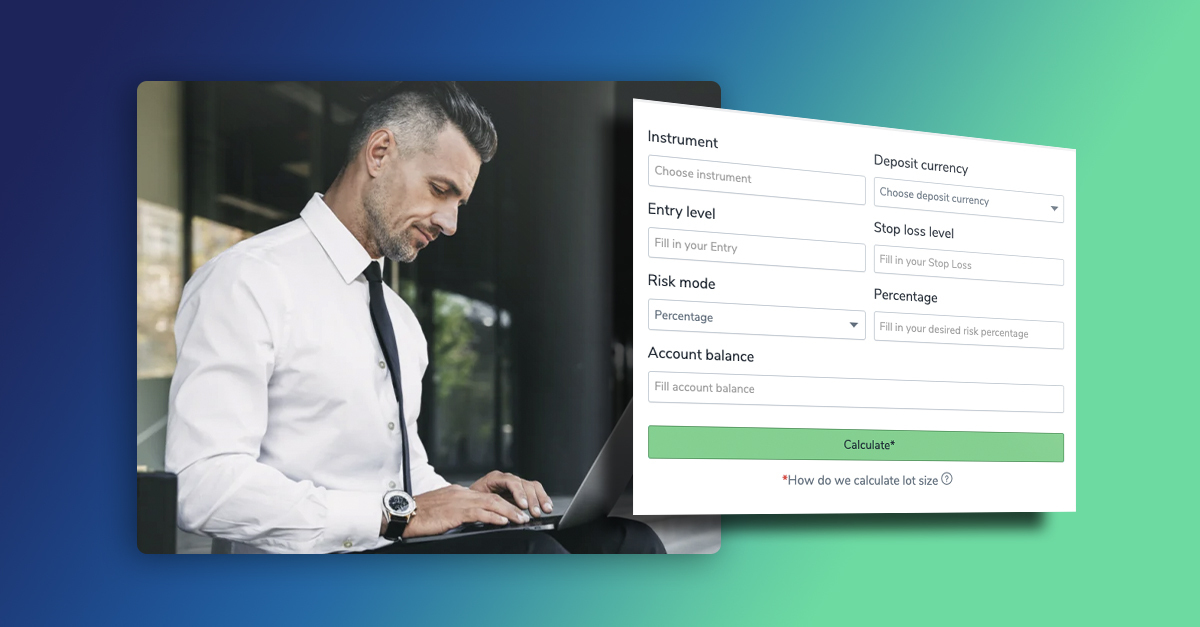 Instrument
Choose instrument
Deposit currency
Choose deposit currency
Entry level
Fill in your Entry
Stop loss level
Fill in your Stop Loss
Risk mode
Percentage
Percentage
Fill in your desired risk percentage
Account balance
Fill account balance
Calculate*
*How do we calculate lot size ?